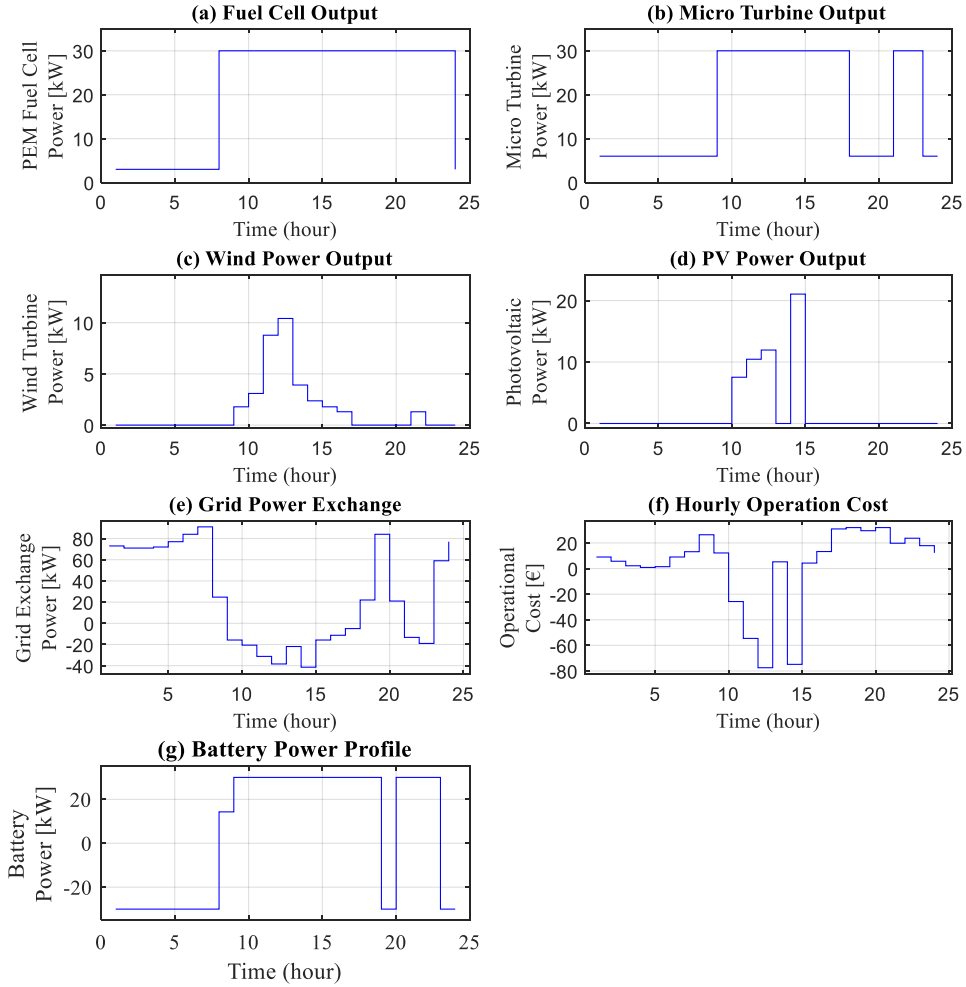 (a) Fuel Cell Output
PEM Fuel Cell
Power [kW]
30
20
10
0
0 5 10 15 20 25
Time (hour)
(b) Micro Turbine Output
Micro Turbine
Power [kW]
30
20
10
0
0 5 10 15 20 25
Time (hour)
(c) Wind Power Output
Wind Turbine
Power [kW]
10
5
0
0 5 10 15 20 25
Time (hour)
(d) PV Power Output
Photovoltaic
Power [kW]
20
10
0
0 5 10 15 20 25
Time (hour)
(e) Grid Power Exchange
Grid Exchange
Power [kW]
80
60
40
20
0
-20
-40
5 10 15 20 25
Time (hour)
(f) Hourly Operation Cost
Operational
Cost [€]
20
0
-20
-40
-60
-80
5 10 15 20 25
Time (hour)
(g) Battery Power Profile
Battery
Power [kW]
20
0
-20
0 5 10 15 20 25
Time (hour)